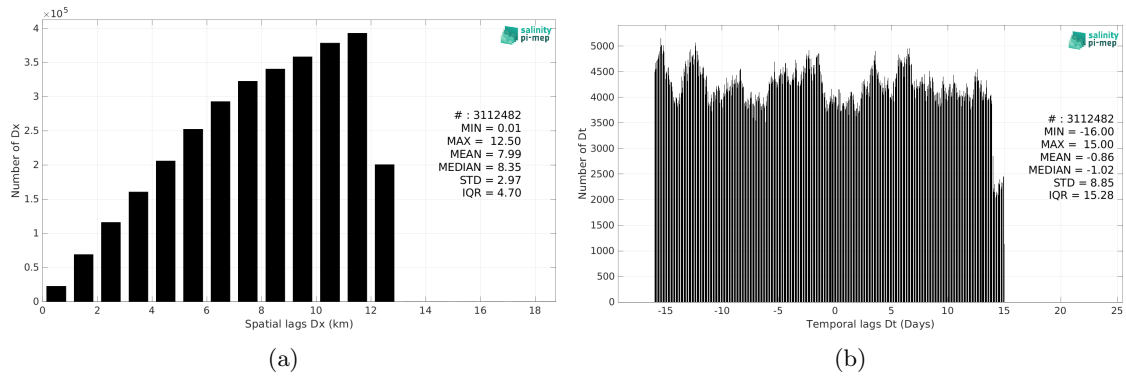 ×10^5
4
3.5
3
2.5
2
1.5
1
0.5
0
0 2 4 6 8 10 12 14 16 18
Number of Dx
Spatial lags Dx (km)
salinity
pi-mep
# : 3112482
MIN = 0.01
MAX = 12.50
MEAN = 7.99
MEDIAN = 8.35
STD = 2.97
IQR = 4.70
(a)
5000
4500
4000
3500
3000
2500
2000
1500
1000
500
0
-15 -10 -5 0 5 10 15 20 25
Number of Dt
Temporal lags Dt (Days)
salinity
pi-mep
# : 3112482
MIN = -16.00
MAX = 15.00
MEAN = -0.86
MEDIAN = -1.02
STD = 8.85
IQR = 15.28
(b)